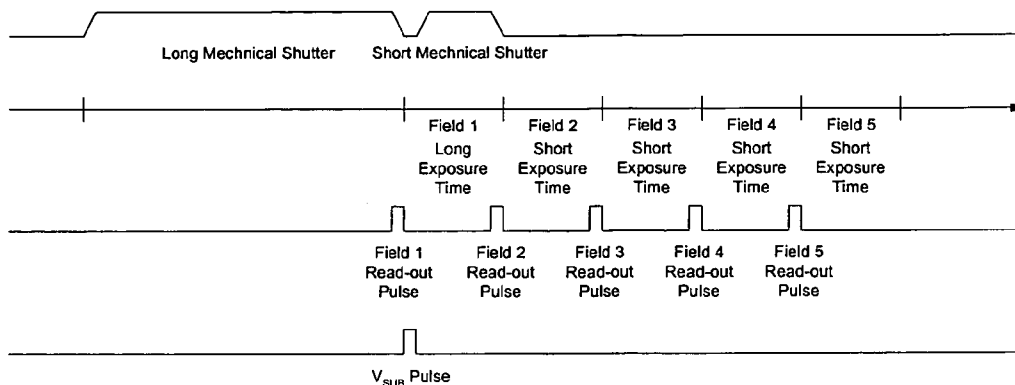 Long Mechnical Shutter
Short Mechnical Shutter
Field 1
Field 2
Field 3
Field 4
Field 5
Long
Exposure
Time
Short
Exposure
Time
Short
Exposure
Time
Short
Exposure
Time
Short
Exposure
Time
Field 1
Read-out
Pulse
Field 2
Read-out
Pulse
Field 3
Read-out
Pulse
Field 4
Read-out
Pulse
Field 5
Read-out
Pulse
VSUB Pulse